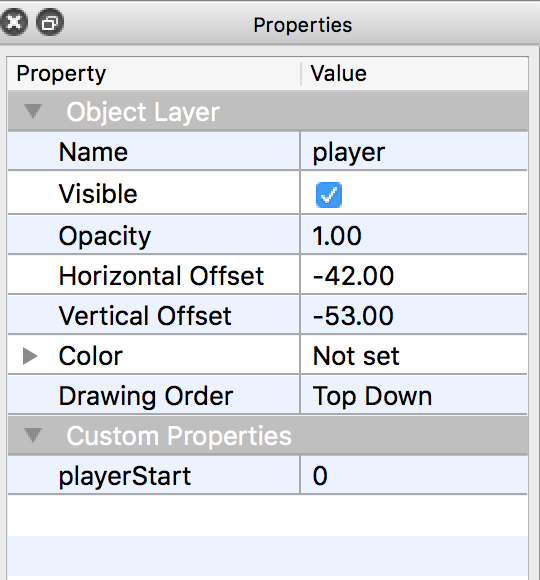 Properties
Property Value
Object Layer
Name player
Visible
Opacity 1.00
Horizontal Offset -42.00
Vertical Offset -53.00
Color Not set
Drawing Order Top Down
Custom Properties
playerStart 0